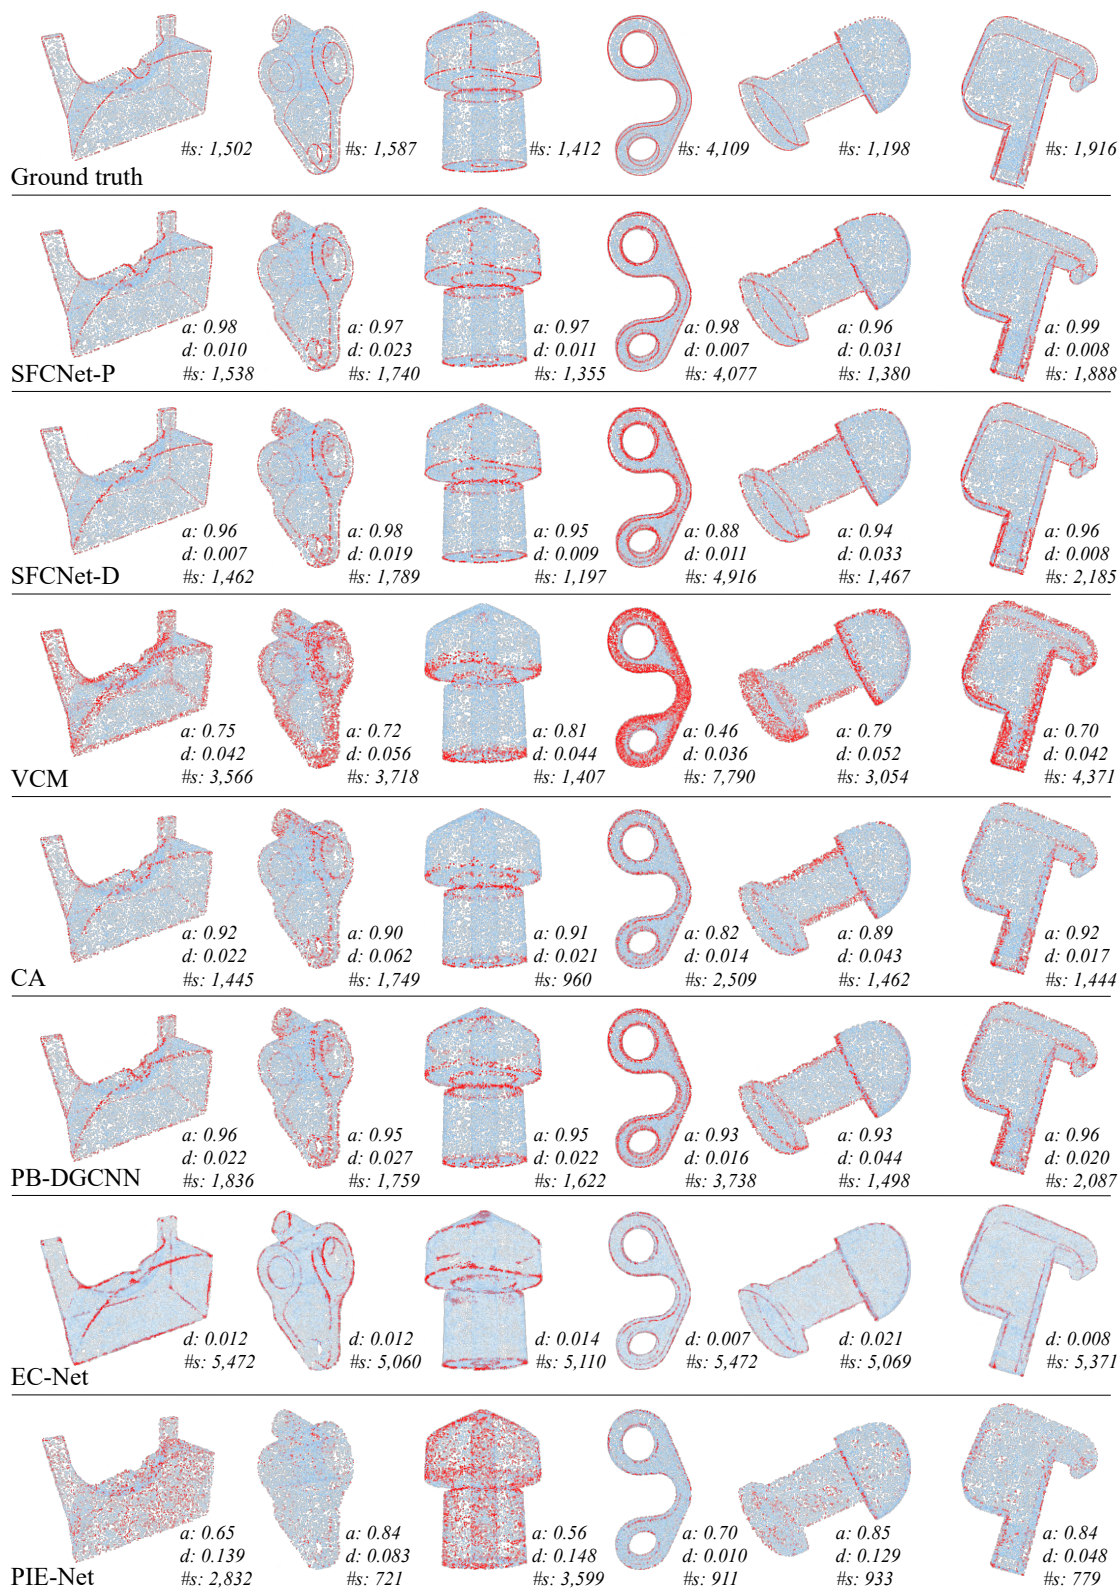 #s: 1,502 #s: 1,587 #s: 1,412 #s: 4,109 #s: 1,198 #s: 1,916
Ground truth
a: 0.98 a: 0.97 a: 0.97 a: 0.98 a: 0.96 a: 0.99
d: 0.010 d: 0.023 d: 0.011 d: 0.007 d: 0.031 d: 0.008
SFCNet-P #s: 1,538 #s: 1,740 #s: 1,355 #s: 4,077 #s: 1,380 #s: 1,888
a: 0.96 a: 0.98 a: 0.95 a: 0.88 a: 0.94 a: 0.96
d: 0.007 d: 0.019 d: 0.009 d: 0.011 d: 0.033 d: 0.008
SFCNet-D #s: 1,462 #s: 1,789 #s: 1,197 #s: 4,916 #s: 1,467 #s: 2,185
a: 0.75 a: 0.72 a: 0.81 a: 0.46 a: 0.79 a: 0.70
d: 0.042 d: 0.056 d: 0.044 d: 0.036 d: 0.052 d: 0.042
VCM #s: 3,566 #s: 3,718 #s: 1,407 #s: 7,790 #s: 3,054 #s: 4,371
a: 0.92 a: 0.90 a: 0.91 a: 0.82 a: 0.89 a: 0.92
d: 0.022 d: 0.062 d: 0.021 d: 0.014 d: 0.043 d: 0.017
CA #s: 1,445 #s: 1,749 #s: 960 #s: 2,509 #s: 1,462 #s: 1,444
a: 0.96 a: 0.95 a: 0.95 a: 0.93 a: 0.93 a: 0.96
d: 0.022 d: 0.027 d: 0.022 d: 0.016 d: 0.044 d: 0.020
PB-DGCNN #s: 1,836 #s: 1,759 #s: 1,622 #s: 3,738 #s: 1,498 #s: 2,087
d: 0.012 d: 0.012 d: 0.014 d: 0.007 d: 0.021 d: 0.008
#s: 5,472 #s: 5,060 #s: 5,110 #s: 5,472 #s: 5,069 #s: 5,371
EC-Net
a: 0.65 a: 0.84 a: 0.56 a: 0.70 a: 0.85 a: 0.84
d: 0.139 d: 0.083 d: 0.148 d: 0.010 d: 0.129 d: 0.048
PIE-Net #s: 2,832 #s: 721 #s: 3,599 #s: 911 #s: 933 #s: 779